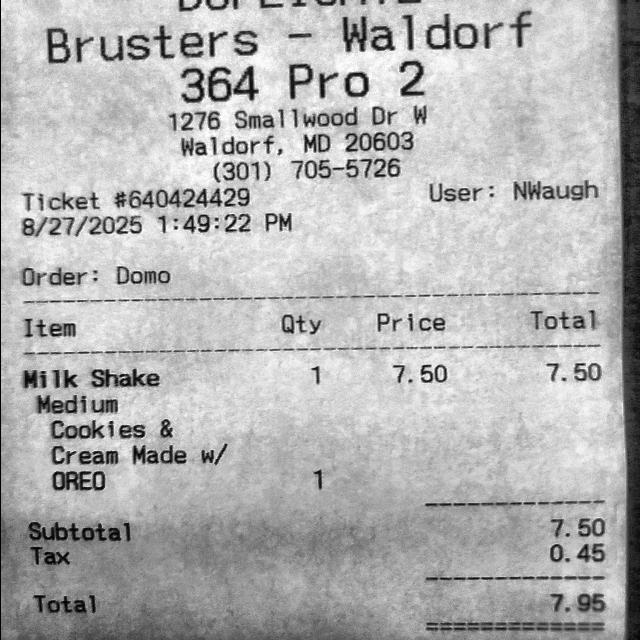 DUPLICATE
Brusters - Waldorf
364 Pro 2
1276 Smallwood Dr W
Waldorf, MD 20603
(301) 705-5726
Ticket #640424429 User: NWaugh
8/27/2025 1:49:22 PM
Order: Domo
Item Qty Price Total
Milk Shake 1 7.50 7.50
Medium
Cookies &
Cream Made w/
OREO 1
Subtotal 7.50
Tax 0.45
Total 7.95